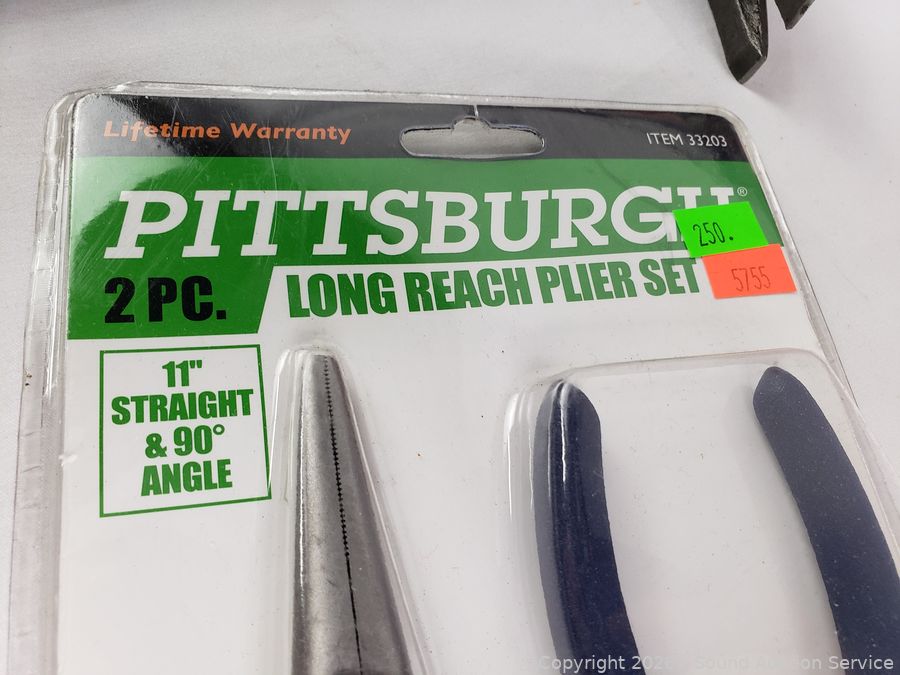 Lifetime Warranty
ITEM 33203
PITTSBURGH®
250.
2 PC.
LONG REACH PLIER SET
5755
11"
STRAIGHT
& 90°
ANGLE
Copyright 2026 Sound Auction Service